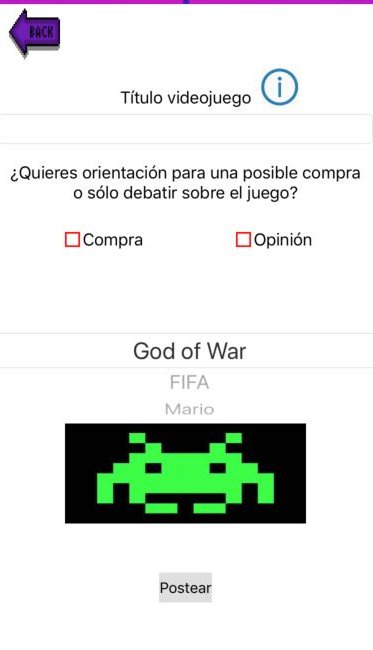 BACK
Título videojuego
¿Quieres orientación para una posible compra
o sólo debatir sobre el juego?
Compra
Opinión
God of War
FIFA
Mario
Postear